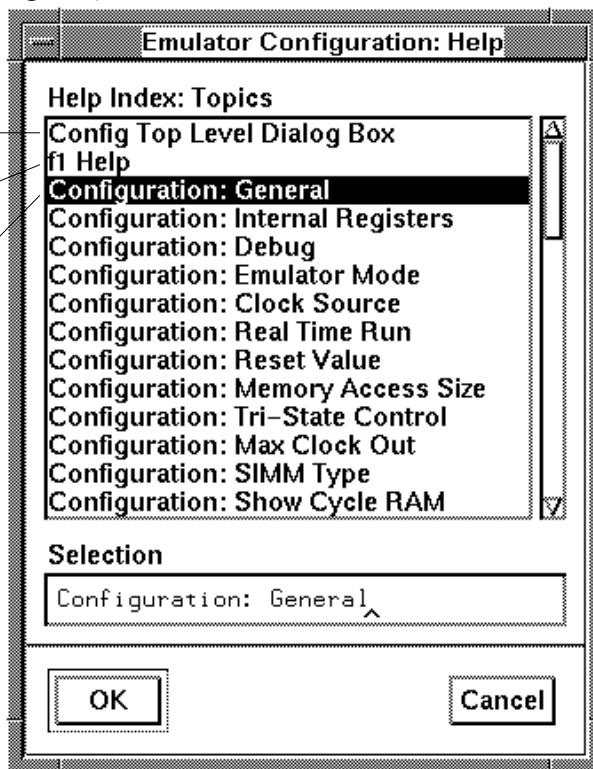 Emulator Configuration: Help
Help Index: Topics
Config Top Level Dialog Box
f1 Help
Configuration: General
Configuration: Internal Registers
Configuration: Debug
Configuration: Emulator Mode
Configuration: Clock Source
Configuration: Real Time Run
Configuration: Reset Value
Configuration: Memory Access Size
Configuration: Tri-State Control
Configuration: Max Clock Out
Configuration: SIMM Type
Configuration: Show Cycle RAM
Selection
Configuration: General
OK Cancel